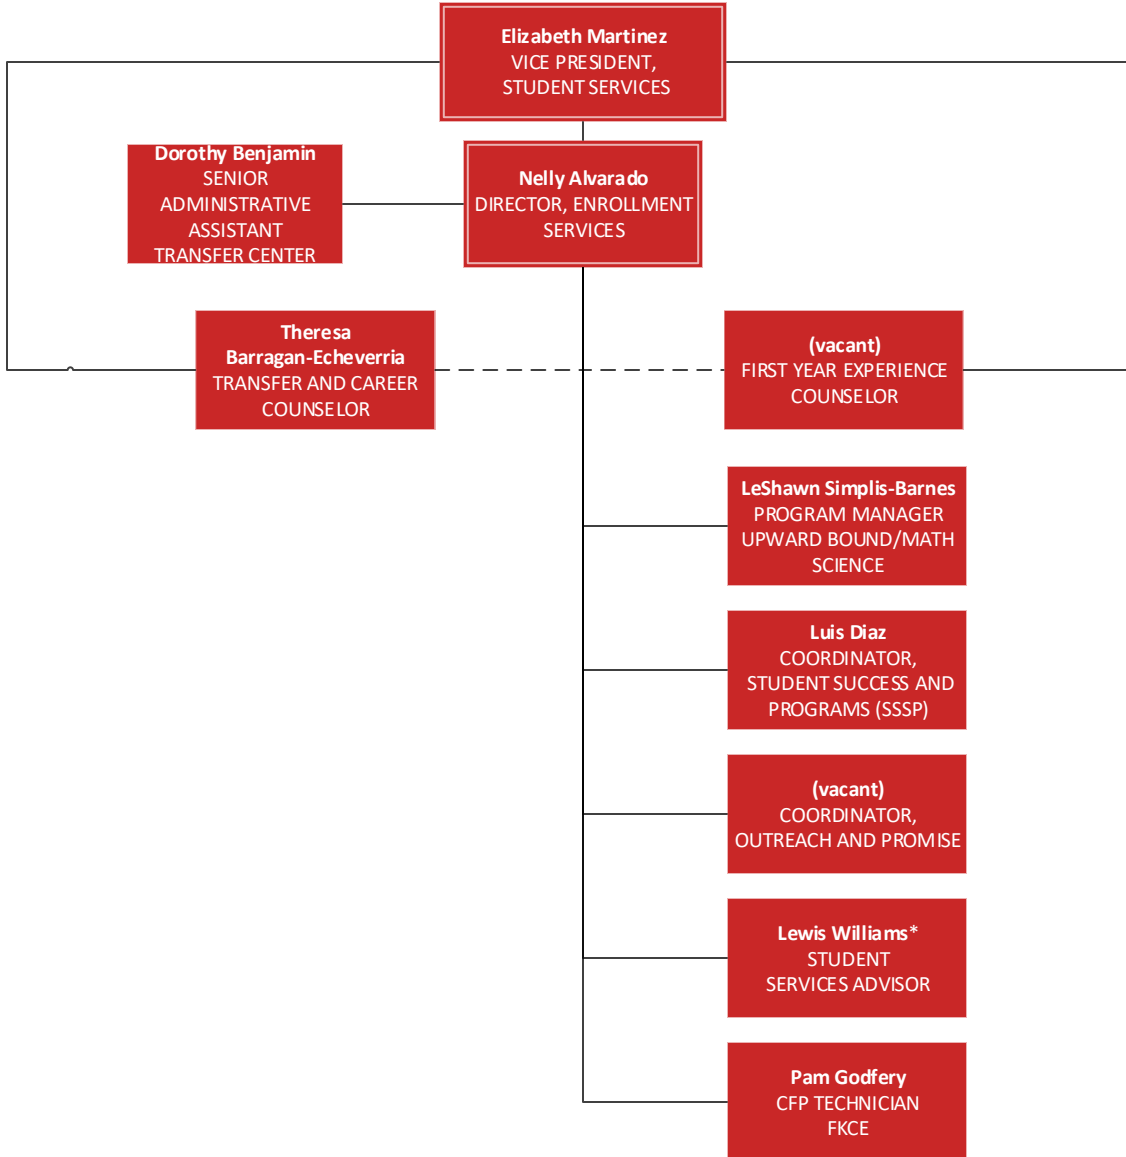 Elizabeth Martinez
VICE PRESIDENT,
STUDENT SERVICES
Dorothy Benjamin
SENIOR
ADMINISTRATIVE
ASSISTANT
TRANSFER CENTER
Nelly Alvarado
DIRECTOR, ENROLLMENT
SERVICES
Theresa
Barragan-Echeverria
TRANSFER AND CAREER
COUNSELOR
(vacant)
FIRST YEAR EXPERIENCE
COUNSELOR
LeShawn Simplis-Barnes
PROGRAM MANAGER
UPWARD BOUND/MATH
SCIENCE
Luis Diaz
COORDINATOR,
STUDENT SUCCESS AND
PROGRAMS (SSSP)
(vacant)
COORDINATOR,
OUTREACH AND PROMISE
Lewis Williams*
STUDENT
SERVICES ADVISOR
Pam Godfery
CFP TECHNICIAN
FKCE